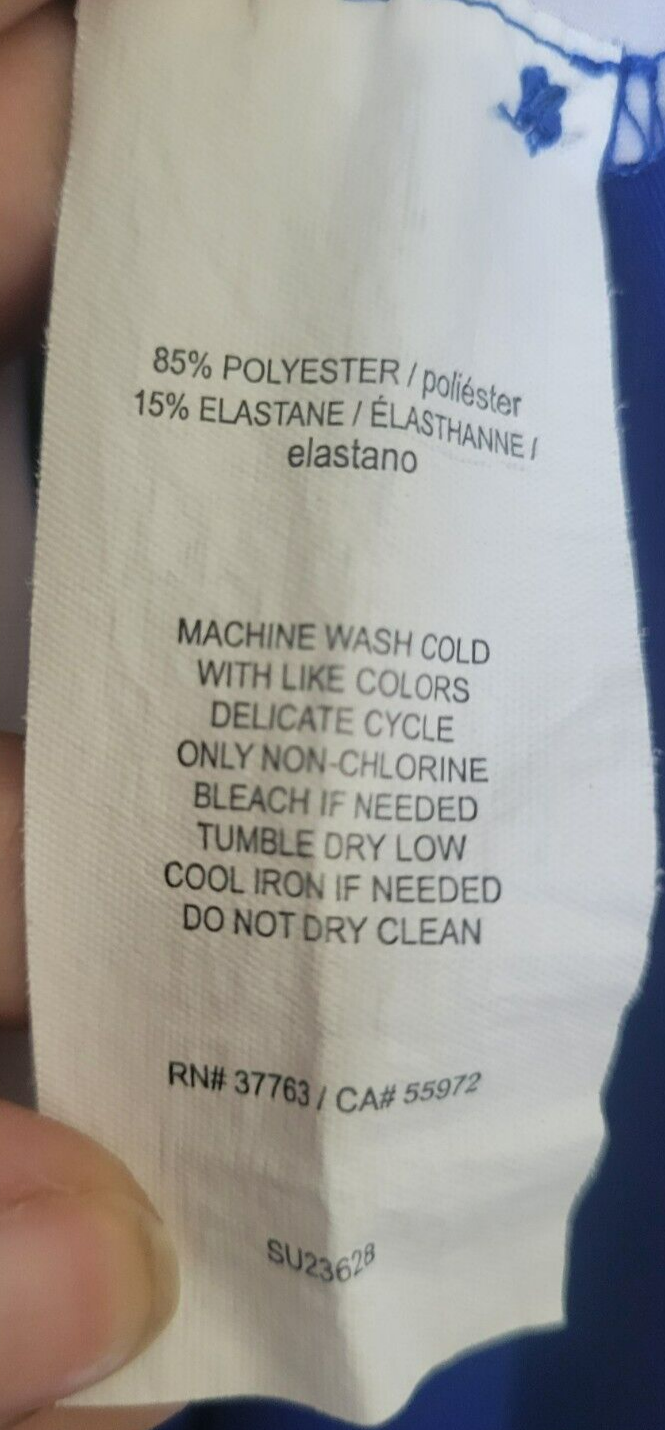 85% POLYESTER / poliéster
15% ELASTANE / ÉLASTHANNE /
elastano
MACHINE WASH COLD
WITH LIKE COLORS
DELICATE CYCLE
ONLY NON-CHLORINE
BLEACH IF NEEDED
TUMBLE DRY LOW
COOL IRON IF NEEDED
DO NOT DRY CLEAN
RN# 37763 / CA# 55972
SU23628